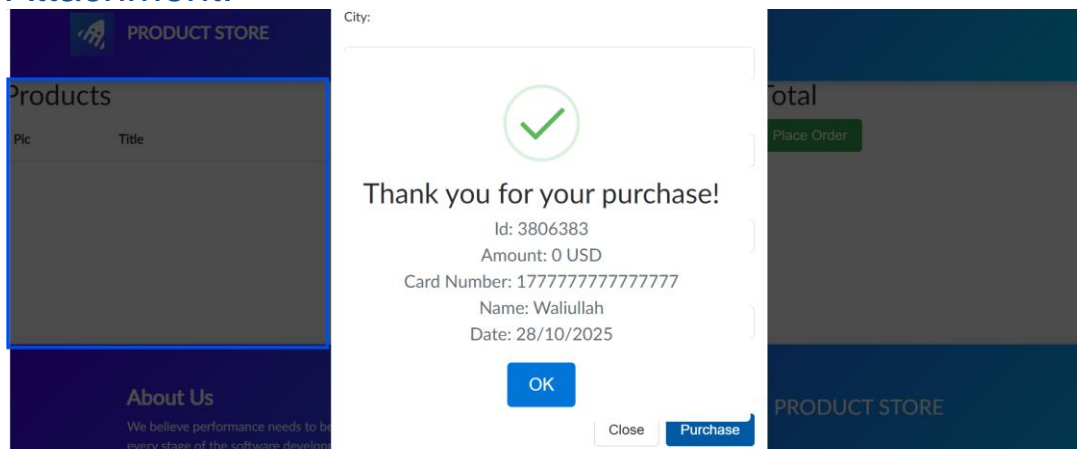 Attachment:
PRODUCT STORE
City:
Products
Total
Pic Title
Place Order
Thank you for your purchase!
Id: 3806383
Amount: 0 USD
Card Number: 1777777777777777
Name: Waliullah
Date: 28/10/2025
OK
About Us
PRODUCT STORE
We believe performance needs to be
every stage of the software
Close Purchase